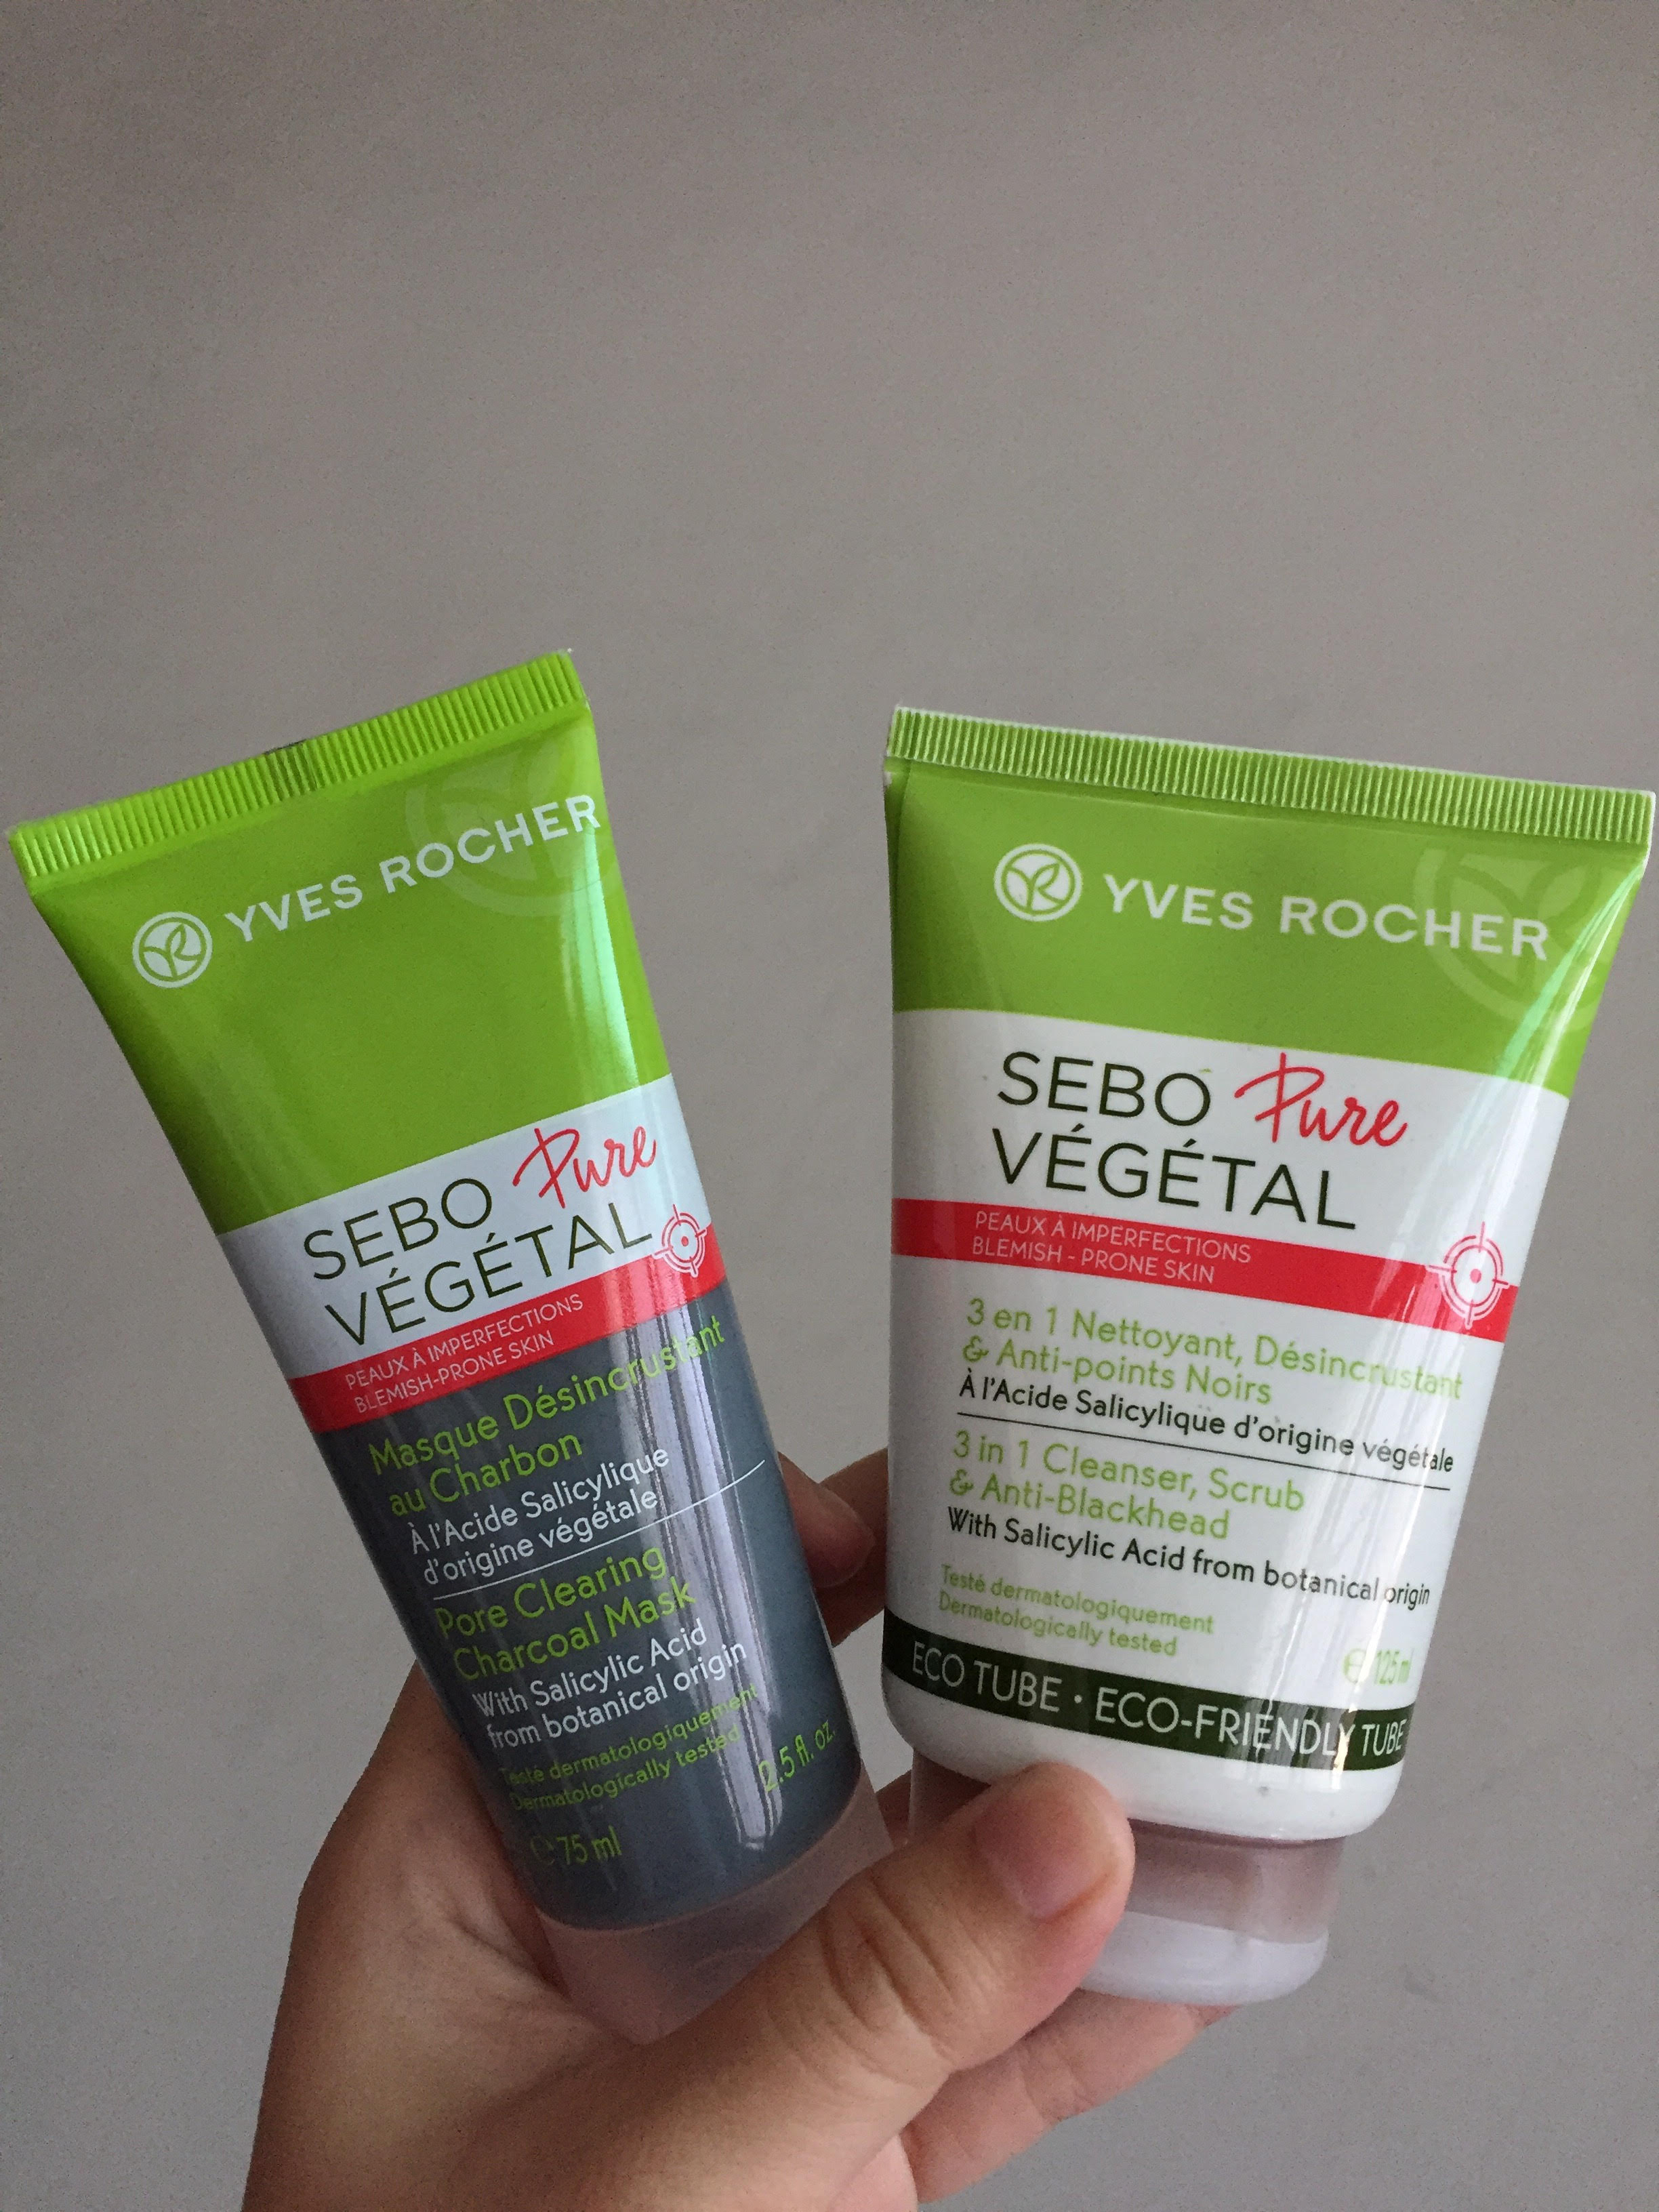 YVES ROCHER
SEBO Pure
VÉGÉTAL
PEAUX À IMPERFECTIONS
BLEMISH-PRONE SKIN
Masque Désincrustant
au Charbon
À l'Acide Salicylique
d'origine végétale
Pore Clearing
Charcoal Mask
With Salicylic Acid
from botanical origin
Testé dermatologiquement
Dermatologically tested
2.5 fl. oz.
℮ 75 ml
YVES ROCHER
SEBO Pure
VÉGÉTAL
PEAUX À IMPERFECTIONS
BLEMISH - PRONE SKIN
3 en 1 Nettoyant, Désincrustant
& Anti-points Noirs
À l'Acide Salicylique d'origine végétale
3 in 1 Cleanser, Scrub
& Anti-Blackhead
With Salicylic Acid from botanical origin
Testé dermatologiquement
Dermatologically tested
℮ 125 ml
ECO TUBE • ECO-FRIENDLY TUBE